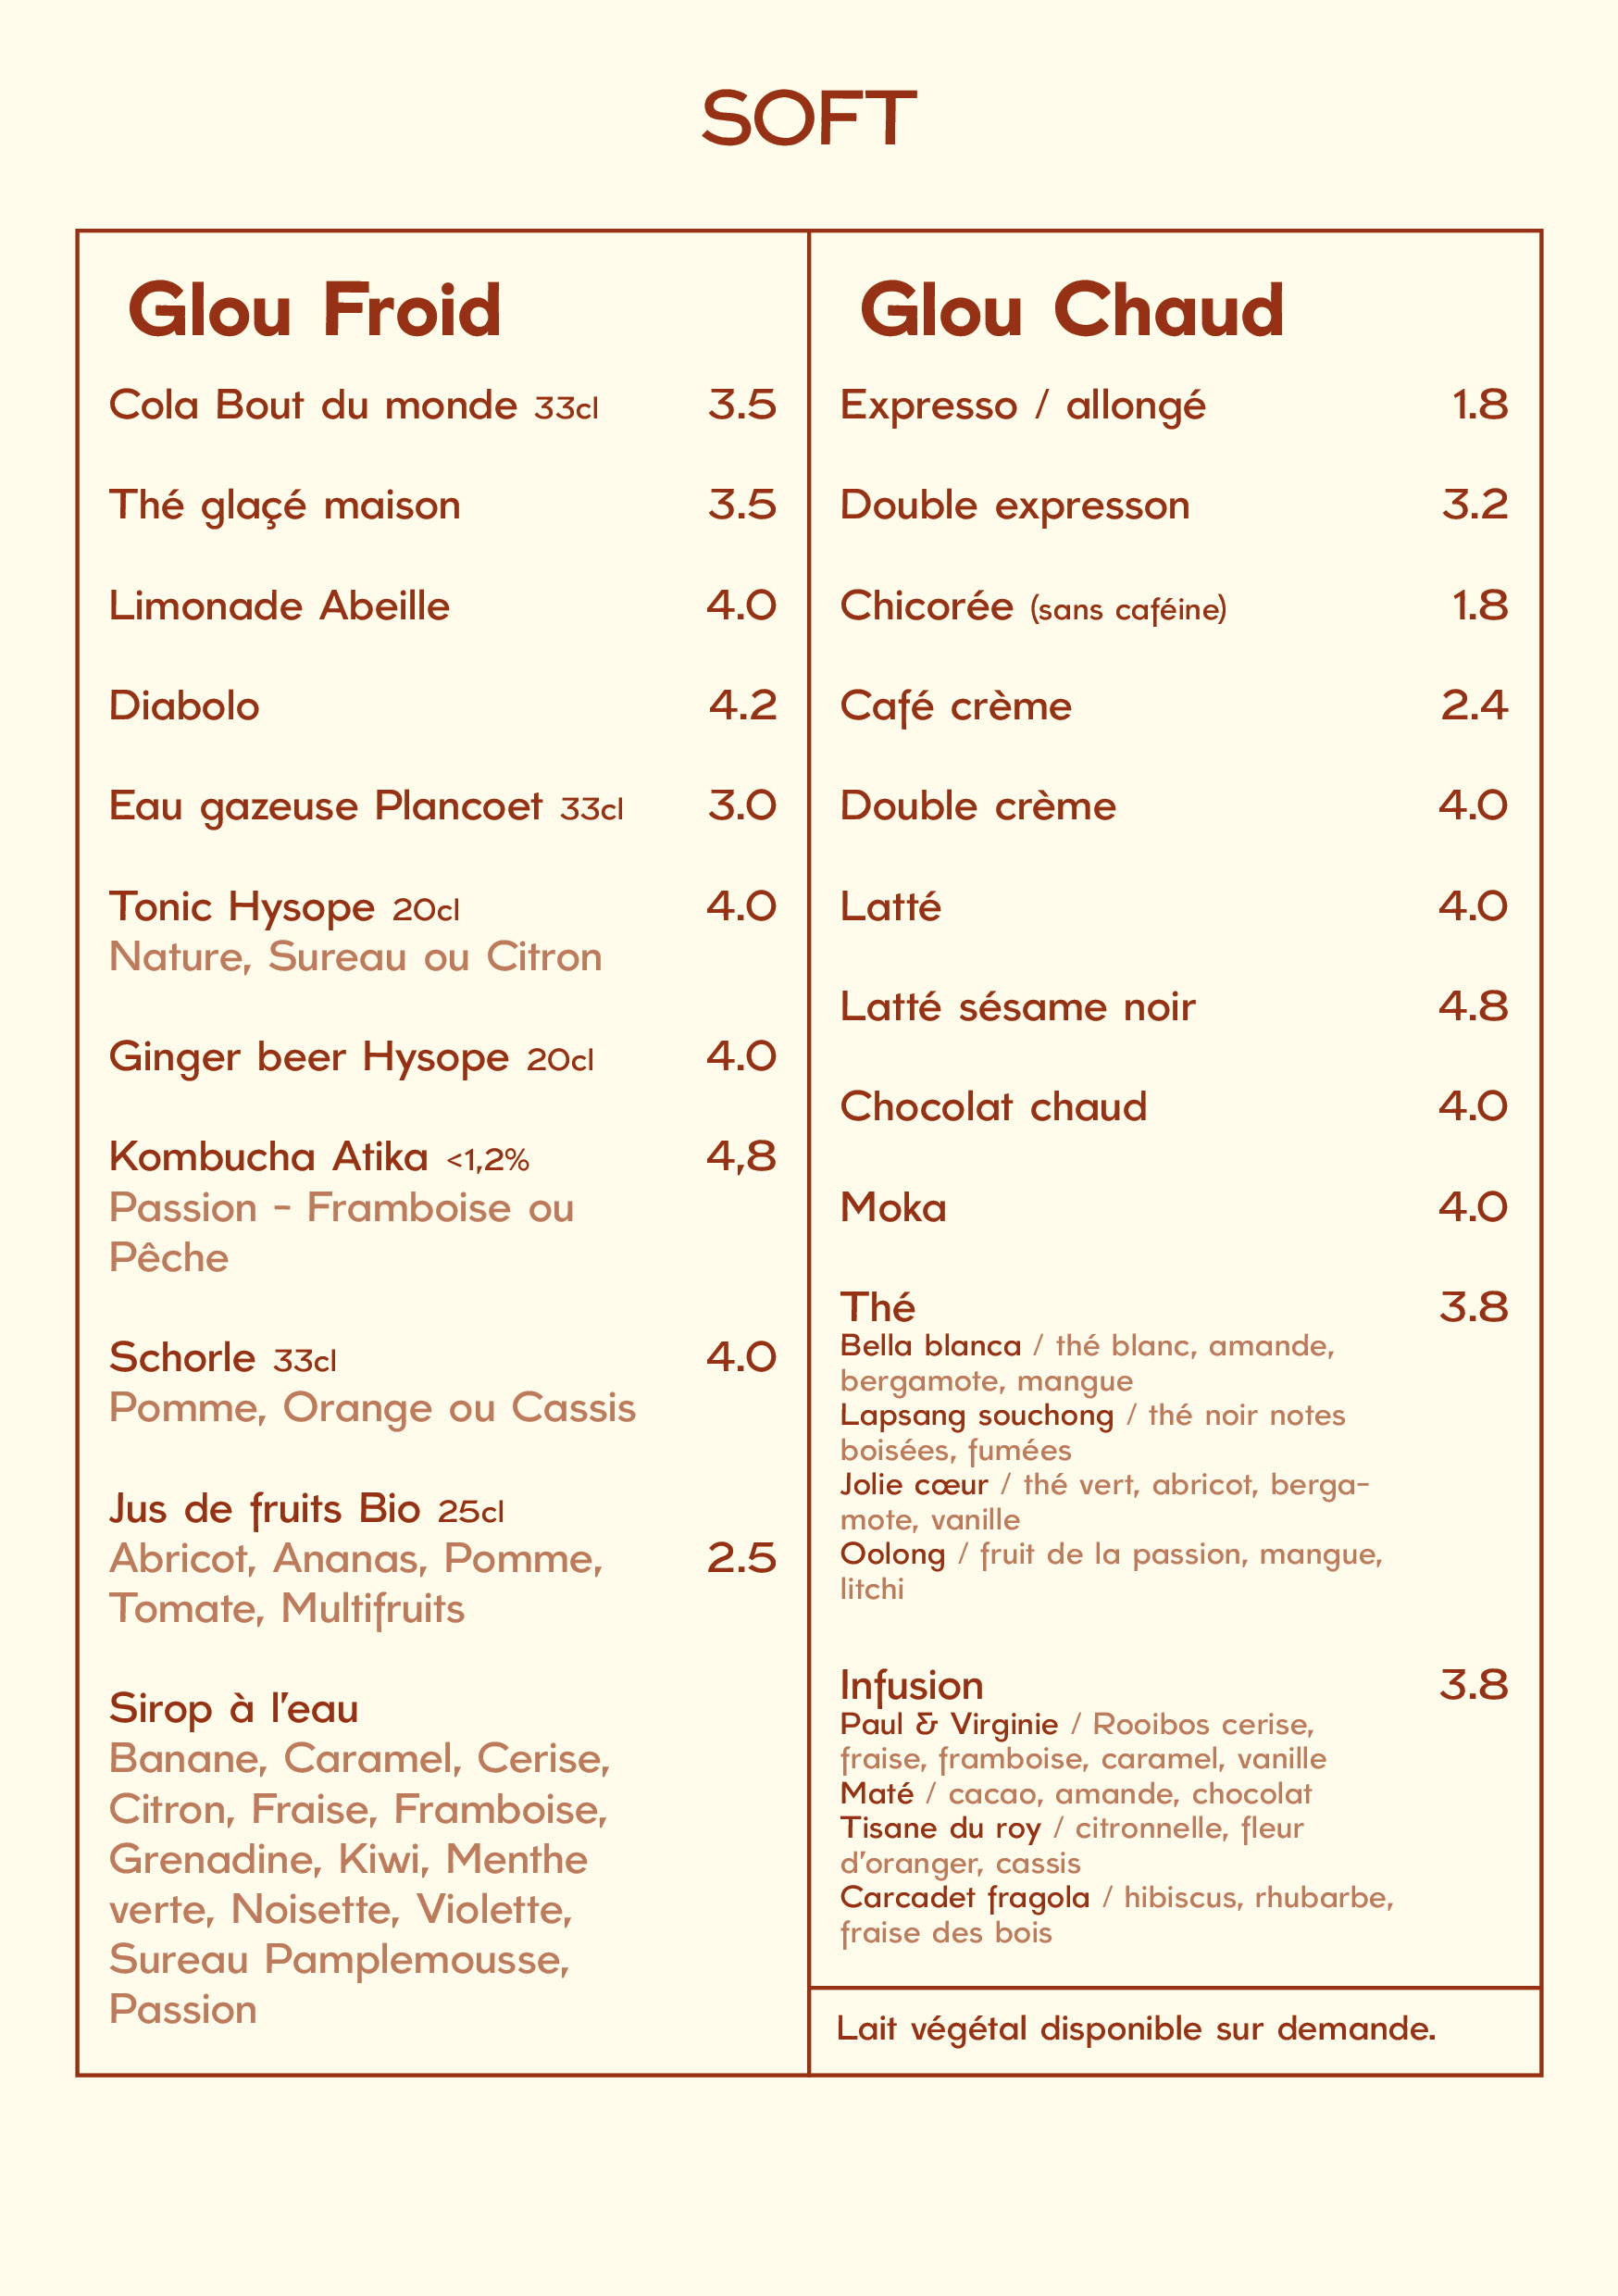 SOFT
Glou Froid
Cola Bout du monde 33cl 3.5
Thé glaçé maison 3.5
Limonade Abeille 4.0
Diabolo 4.2
Eau gazeuse Plancoet 33cl 3.0
Tonic Hysope 20cl 4.0
Nature, Sureau ou Citron
Ginger beer Hysope 20cl 4.0
Kombucha Atika <1,2% 4,8
Passion - Framboise ou
Pêche
Schorle 33cl 4.0
Pomme, Orange ou Cassis
Jus de fruits Bio 25cl
Abricot, Ananas, Pomme, 2.5
Tomate, Multifruits
Sirop à l'eau
Banane, Caramel, Cerise,
Citron, Fraise, Framboise,
Grenadine, Kiwi, Menthe
verte, Noisette, Violette,
Sureau Pamplemousse,
Passion
Glou Chaud
Expresso / allongé 1.8
Double expresson 3.2
Chicorée (sans caféine) 1.8
Café crème 2.4
Double crème 4.0
Latté 4.0
Latté sésame noir 4.8
Chocolat chaud 4.0
Moka 4.0
Thé 3.8
Bella blanca / thé blanc, amande,
bergamote, mangue
Lapsang souchong / thé noir notes
boisées, fumées
Jolie cœur / thé vert, abricot, berga-
mote, vanille
Oolong / fruit de la passion, mangue,
litchi
Infusion 3.8
Paul & Virginie / Rooibos cerise,
fraise, framboise, caramel, vanille
Maté / cacao, amande, chocolat
Tisane du roy / citronnelle, fleur
d'oranger, cassis
Carcadet fragola / hibiscus, rhubarbe,
fraise des bois
Lait végétal disponible sur demande.